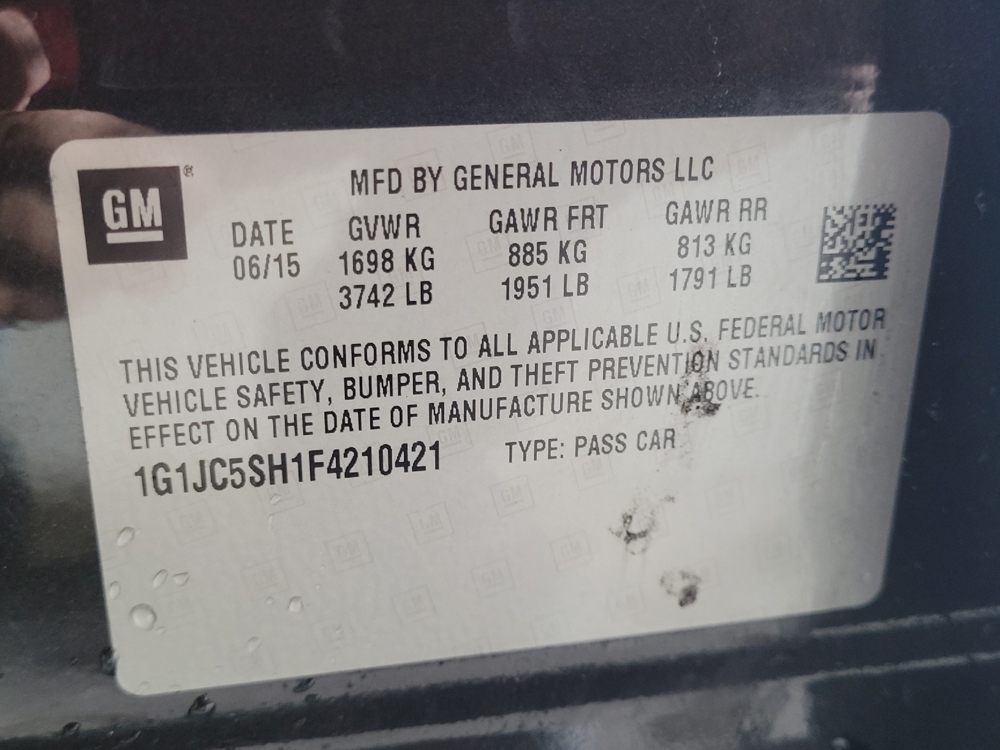 GM ®
MFD BY GENERAL MOTORS LLC
DATE GVWR GAWR FRT GAWR RR
06/15 1698 KG 885 KG 813 KG
3742 LB 1951 LB 1791 LB
THIS VEHICLE CONFORMS TO ALL APPLICABLE U.S. FEDERAL MOTOR
VEHICLE SAFETY, BUMPER, AND THEFT PREVENTION STANDARDS IN
EFFECT ON THE DATE OF MANUFACTURE SHOWN ABOVE.
1G1JC5SH1F4210421 TYPE: PASS CAR